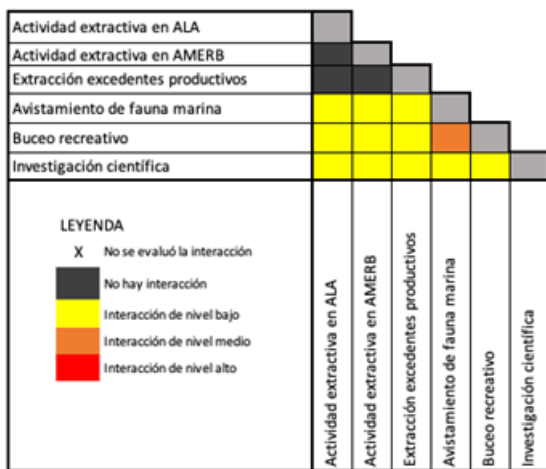 Actividad extractiva en ALA
Actividad extractiva en AMERB
Extracción excedentes productivos
Avistamiento de fauna marina
Buceo recreativo
Investigación científica
LEYENDA
X No se evaluó la interacción
No hay interacción
Interacción de nivel bajo
Interacción de nivel medio
Interacción de nivel alto
Actividad extractiva en ALA
Actividad extractiva en AMERB
Extracción excedentes productivos
Avistamiento de fauna marina
Buceo recreativo
Investigación científica